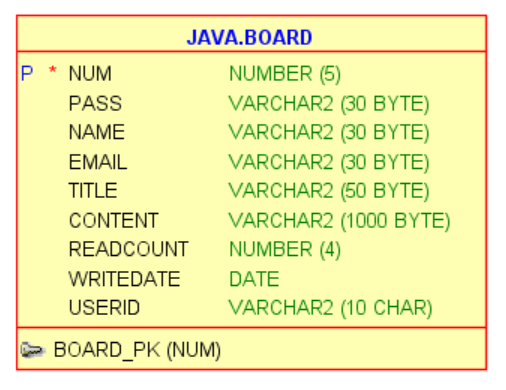 JAVA.BOARD
P * NUM NUMBER (5)
PASS VARCHAR2 (30 BYTE)
NAME VARCHAR2 (30 BYTE)
EMAIL VARCHAR2 (30 BYTE)
TITLE VARCHAR2 (50 BYTE)
CONTENT VARCHAR2 (1000 BYTE)
READCOUNT NUMBER (4)
WRITEDATE DATE
USERID VARCHAR2 (10 CHAR)
BOARD_PK (NUM)